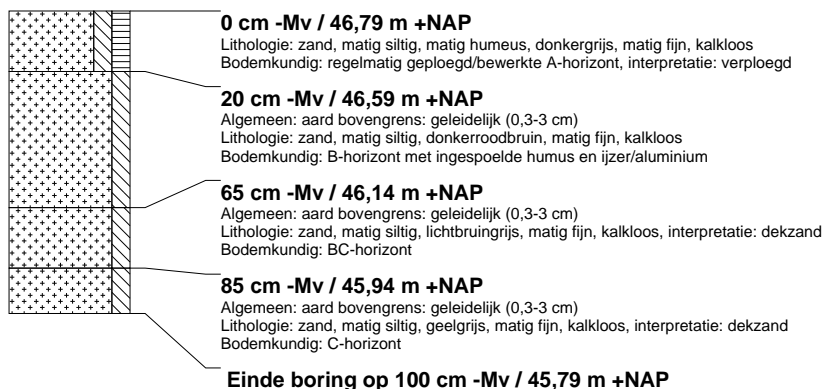 0 cm -Mv / 46,79 m +NAP
Lithologie: zand, matig siltig, matig humeus, donkergrijs, matig fijn, kalkloos
Bodemkundig: regelmatig geploegd/bewerkte A-horizont, interpretatie: verploegd
20 cm -Mv / 46,59 m +NAP
Algemeen: aard bovengrens: geleidelijk (0,3-3 cm)
Lithologie: zand, matig siltig, donkerroodbruin, matig fijn, kalkloos
Bodemkundig: B-horizont met ingespoelde humus en ijzer/aluminium
65 cm -Mv / 46,14 m +NAP
Algemeen: aard bovengrens: geleidelijk (0,3-3 cm)
Lithologie: zand, matig siltig, lichtbruingrijs, matig fijn, kalkloos, interpretatie: dekzand
Bodemkundig: BC-horizont
85 cm -Mv / 45,94 m +NAP
Algemeen: aard bovengrens: geleidelijk (0,3-3 cm)
Lithologie: zand, matig siltig, geelgrijs, matig fijn, kalkloos, interpretatie: dekzand
Bodemkundig: C-horizont
Einde boring op 100 cm -Mv / 45,79 m +NAP